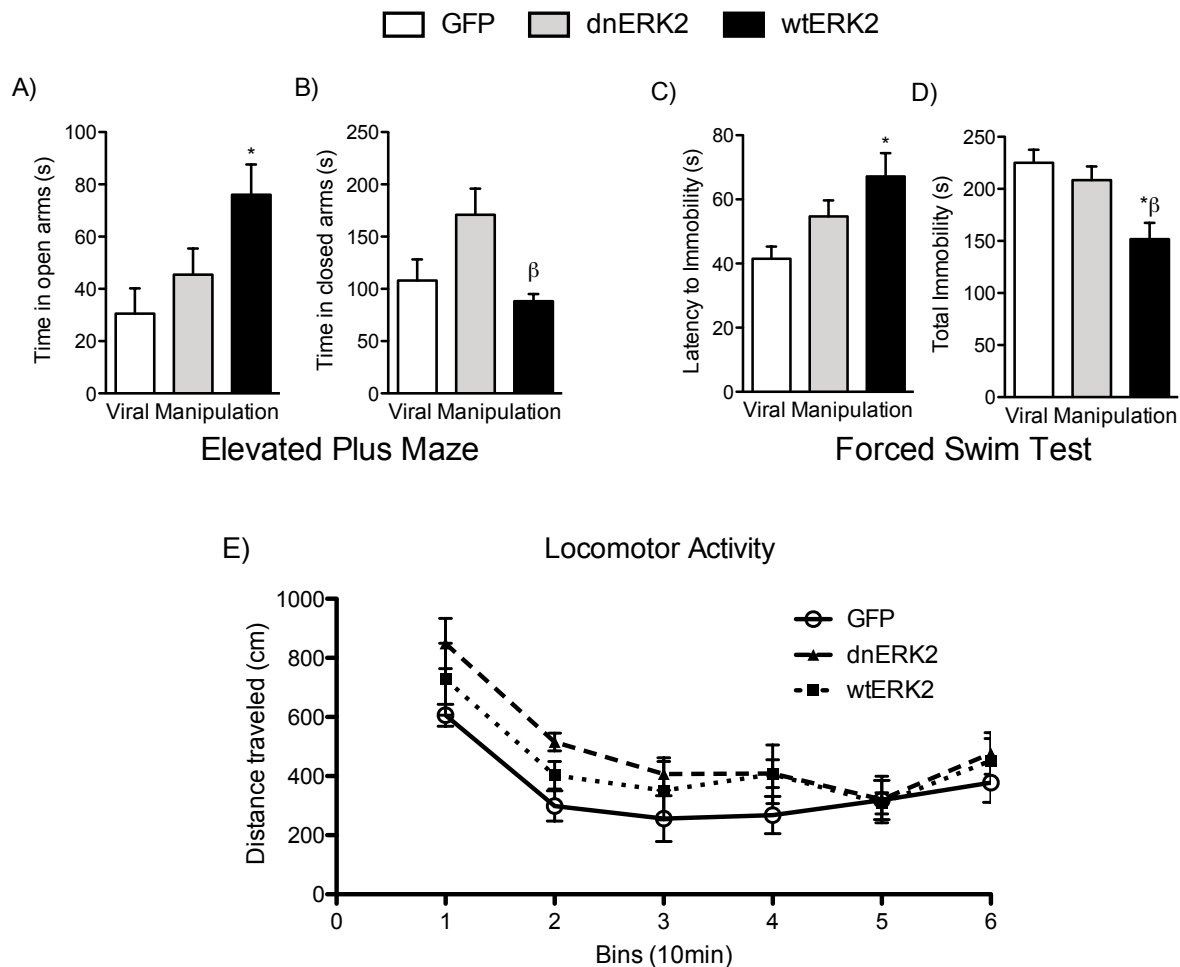 GFP dnERK2 wtERK2
A) B) C) D)
Time in open arms (s)
100
80
60
40
20
0
*
Viral Manipulation
Time in closed arms (s)
250
200
150
100
50
0
β
Viral Manipulation
Elevated Plus Maze
Latency to Immobility (s)
80
60
40
20
0
*
Viral Manipulation
Total Immobility (s)
250
200
150
100
50
0
*β
Viral Manipulation
Forced Swim Test
E) Locomotor Activity
Distance traveled (cm)
1000
800
600
400
200
0
GFP
dnERK2
wtERK2
0 1 2 3 4 5 6
Bins (10min)